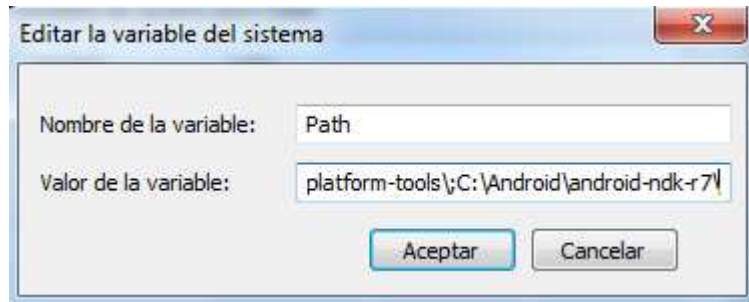 Editar la variable del sistema
Nombre de la variable: Path
Valor de la variable: platform-tools\;C:\Android\android-ndk-r7\
Aceptar Cancelar